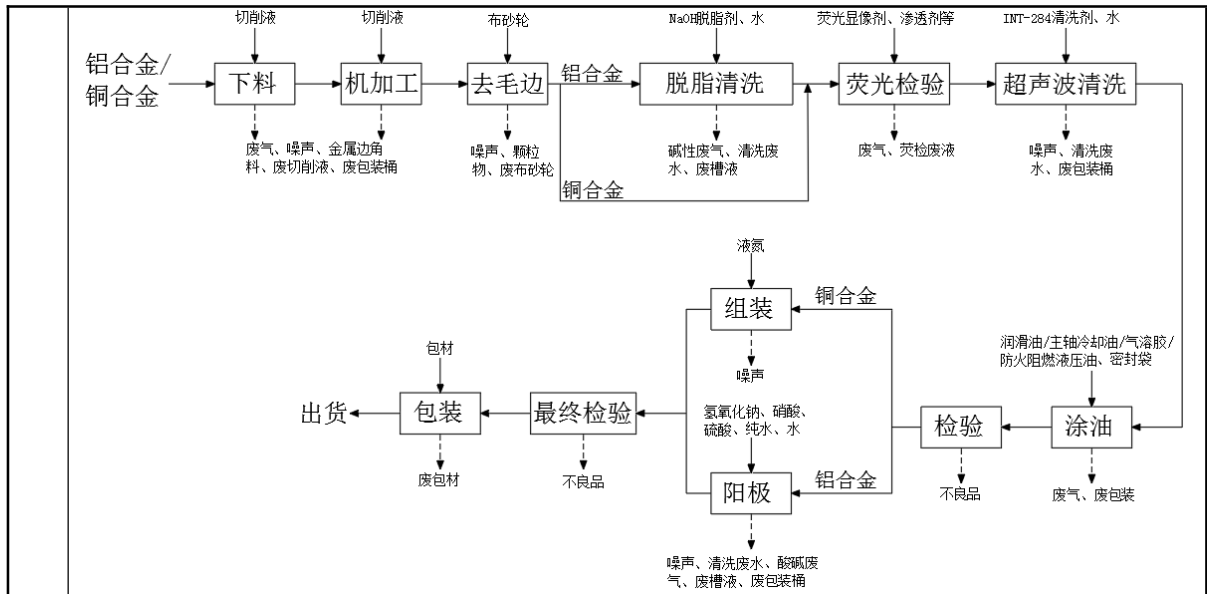 切削液
切削液
布砂轮
NaOH脱脂剂、水
荧光显像剂、渗透剂等
INT-284清洗剂、水
铝合金/
铜合金
下料
机加工
去毛边
铝合金
脱脂清洗
荧光检验
超声波清洗
废气、噪声、金属边角
料、废切削液、废包装桶
噪声、颗粒
物、废布砂轮
碱性废气、清洗废
水、废槽液
废气、荧检废液
噪声、清洗废
水、废包装桶
铜合金
液氮
组装
铜合金
噪声
润滑油/主轴冷却油/气溶胶/
防火阻燃液压油、密封袋
包材
出货
包装
最终检验
氢氧化钠、硝酸、
硫酸、纯水、水
检验
涂油
废包材
不良品
阳极
铝合金
不良品
废气、废包装
噪声、清洗废水、酸碱废
气、废槽液、废包装桶